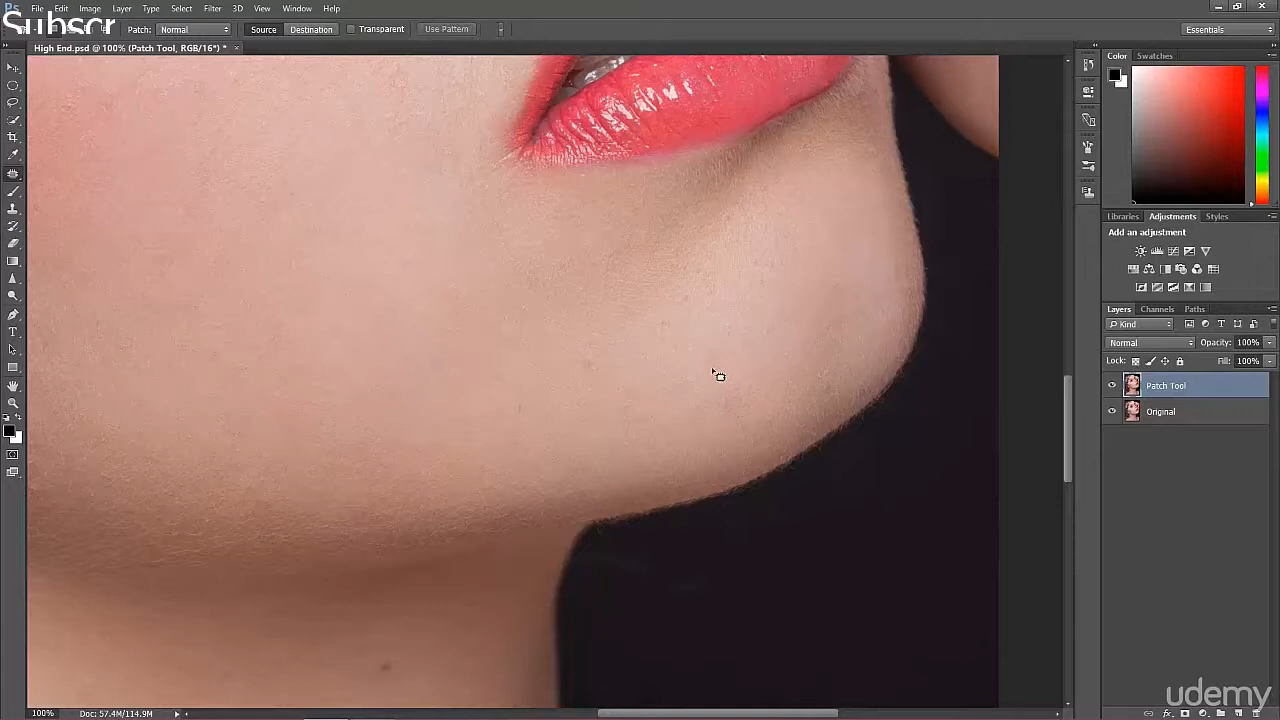 Ps File Edit Image Layer Type Select Filter 3D View Window Help
Subscr
Patch: Normal Source Destination Transparent Use Pattern Essentials
High End.psd @ 100% (Patch Tool, RGB/16*) * ×
Color Swatches
Libraries Adjustments Styles
Add an adjustment
Layers Channels Paths
Kind
Normal Opacity: 100%
Lock: Fill: 100%
Patch Tool
Original
udemy
100% Doc: 57.4M/114.9M